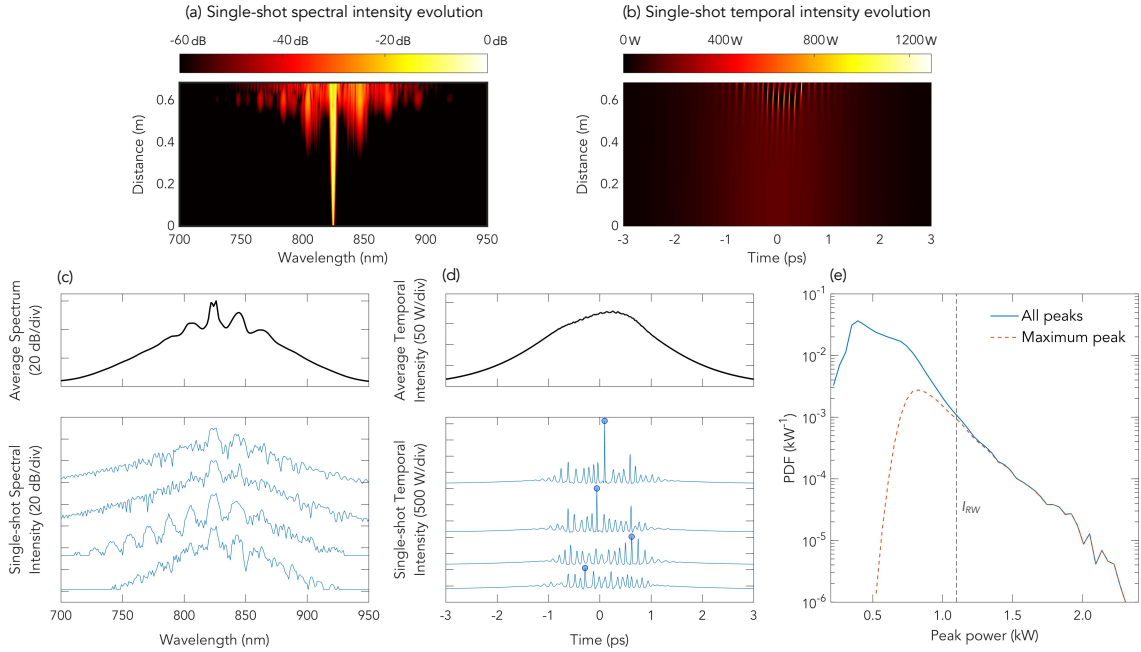 (a) Single-shot spectral intensity evolution
-60 dB -40 dB -20 dB 0 dB
Distance (m)
0.6
0.4
0.2
0
700 750 800 850 900 950
Wavelength (nm)
(b) Single-shot temporal intensity evolution
0 W 400 W 800 W 1200 W
Distance (m)
0.6
0.4
0.2
0
-3 -2 -1 0 1 2 3
Time (ps)
(c)
Average Spectrum
(20 dB/div)
Single-shot Spectral
Intensity (20 dB/div)
700 750 800 850 900 950
Wavelength (nm)
(d)
Average Temporal
Intensity (50 W/div)
Single-shot Temporal
Intensity (500 W/div)
-3 -2 -1 0 1 2 3
Time (ps)
(e)
All peaks
Maximum peak
I_RW
PDF (kW⁻¹)
10⁻¹
10⁻²
10⁻³
10⁻⁴
10⁻⁵
10⁻⁶
0.5 1.0 1.5 2.0
Peak power (kW)